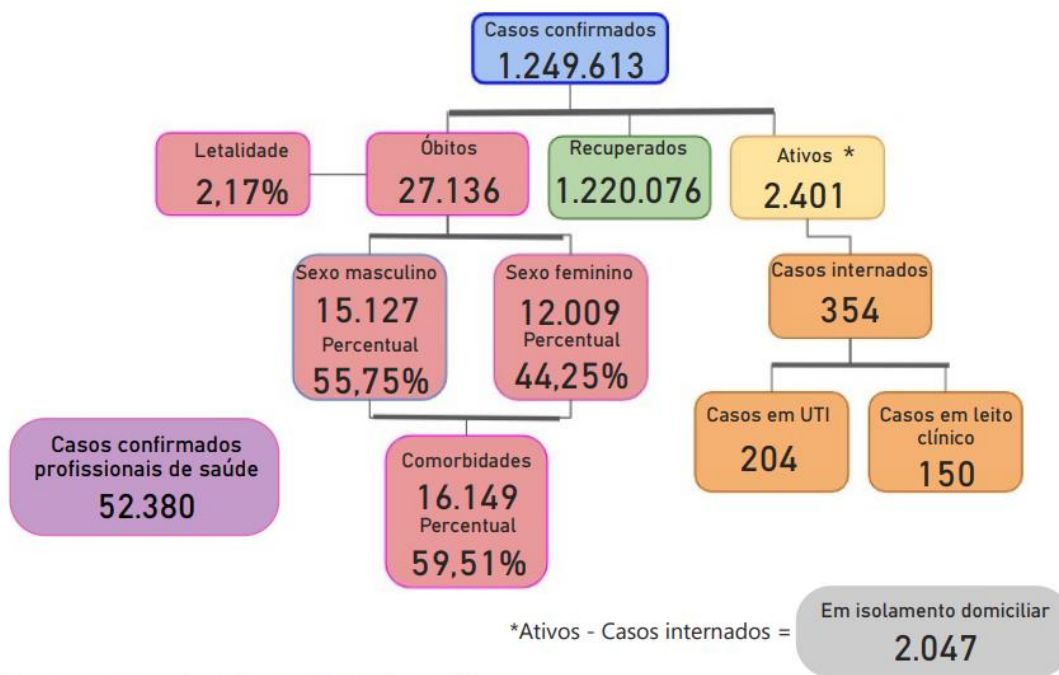 Casos confirmados
1.249.613
Letalidade
2,17%
Óbitos
27.136
Recuperados
1.220.076
Ativos *
2.401
Sexo masculino
15.127
Percentual
55,75%
Sexo feminino
12.009
Percentual
44,25%
Casos internados
354
Casos em UTI
204
Casos em leito
clínico
150
Casos confirmados
profissionais de saúde
52.380
Comorbidades
16.149
Percentual
59,51%
*Ativos - Casos internados =
Em isolamento domiciliar
2.047